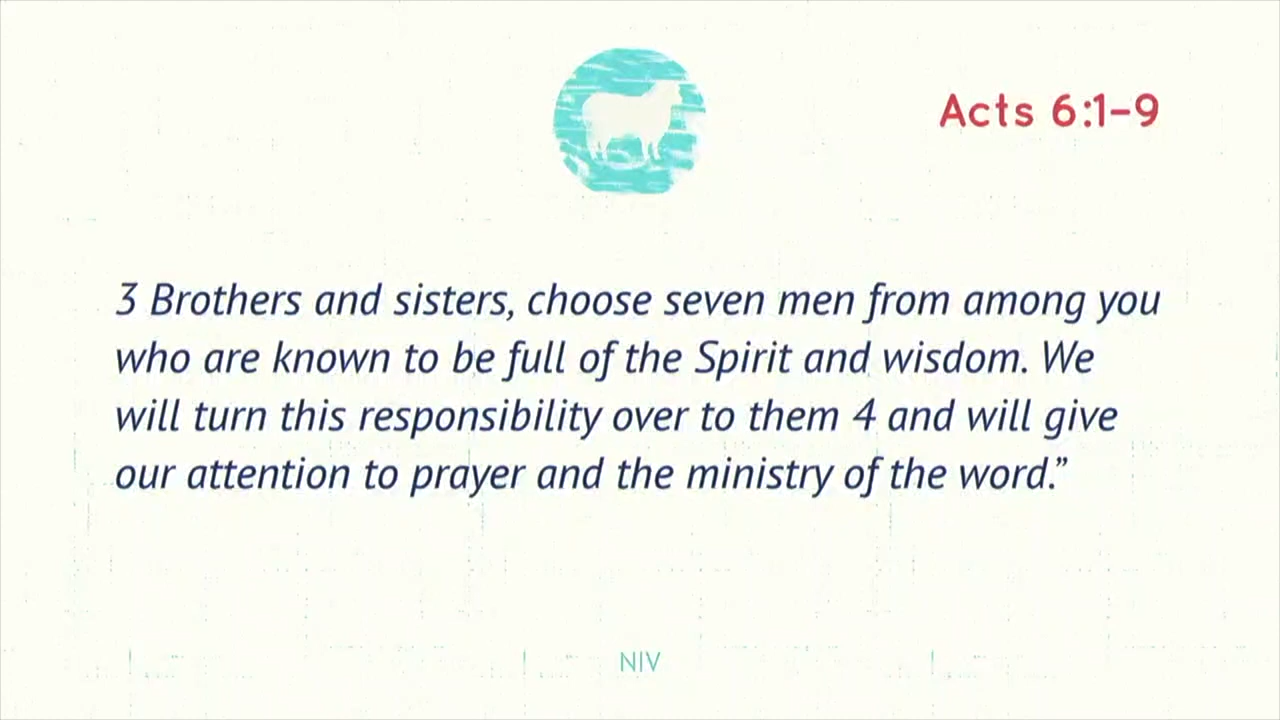 Acts 6:1-9
3 Brothers and sisters, choose seven men from among you
who are known to be full of the Spirit and wisdom. We
will turn this responsibility over to them 4 and will give
our attention to prayer and the ministry of the word.”
NIV